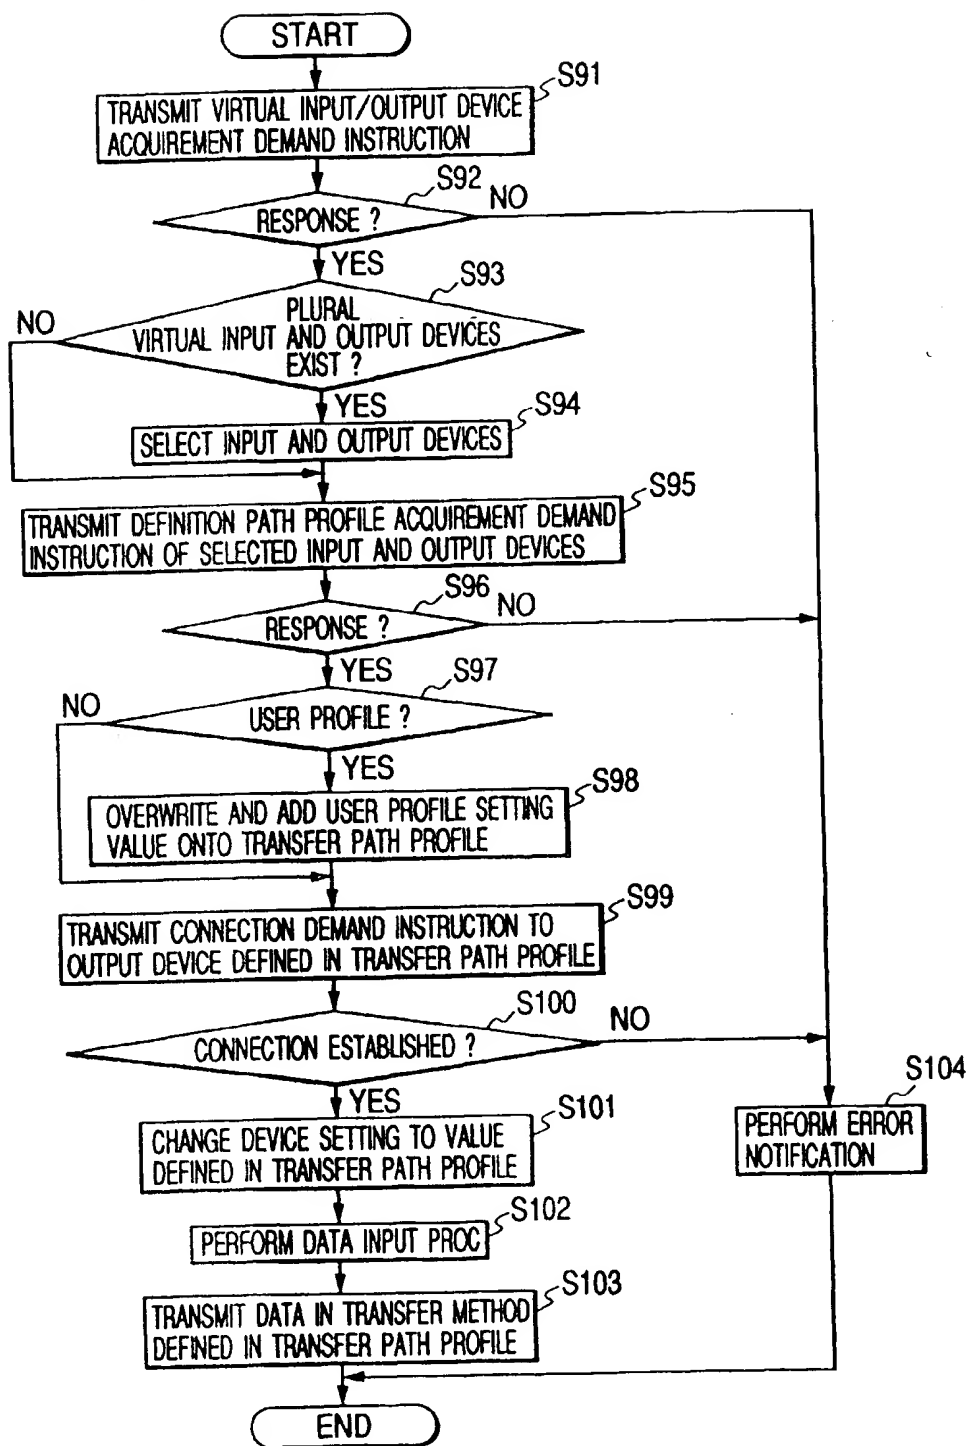 START
S91
TRANSMIT VIRTUAL INPUT/OUTPUT DEVICE
ACQUIREMENT DEMAND INSTRUCTION
S92
RESPONSE ?
NO
YES
S93
PLURAL
VIRTUAL INPUT AND OUTPUT DEVICES
EXIST ?
NO
YES
S94
SELECT INPUT AND OUTPUT DEVICES
S95
TRANSMIT DEFINITION PATH PROFILE ACQUIREMENT DEMAND
INSTRUCTION OF SELECTED INPUT AND OUTPUT DEVICES
S96
RESPONSE ?
NO
YES
S97
USER PROFILE ?
NO
YES
S98
OVERWRITE AND ADD USER PROFILE SETTING
VALUE ONTO TRANSFER PATH PROFILE
S99
TRANSMIT CONNECTION DEMAND INSTRUCTION TO
OUTPUT DEVICE DEFINED IN TRANSFER PATH PROFILE
S100
CONNECTION ESTABLISHED ?
NO
YES
S101
CHANGE DEVICE SETTING TO VALUE
DEFINED IN TRANSFER PATH PROFILE
S104
PERFORM ERROR
NOTIFICATION
S102
PERFORM DATA INPUT PROC
S103
TRANSMIT DATA IN TRANSFER METHOD
DEFINED IN TRANSFER PATH PROFILE
END